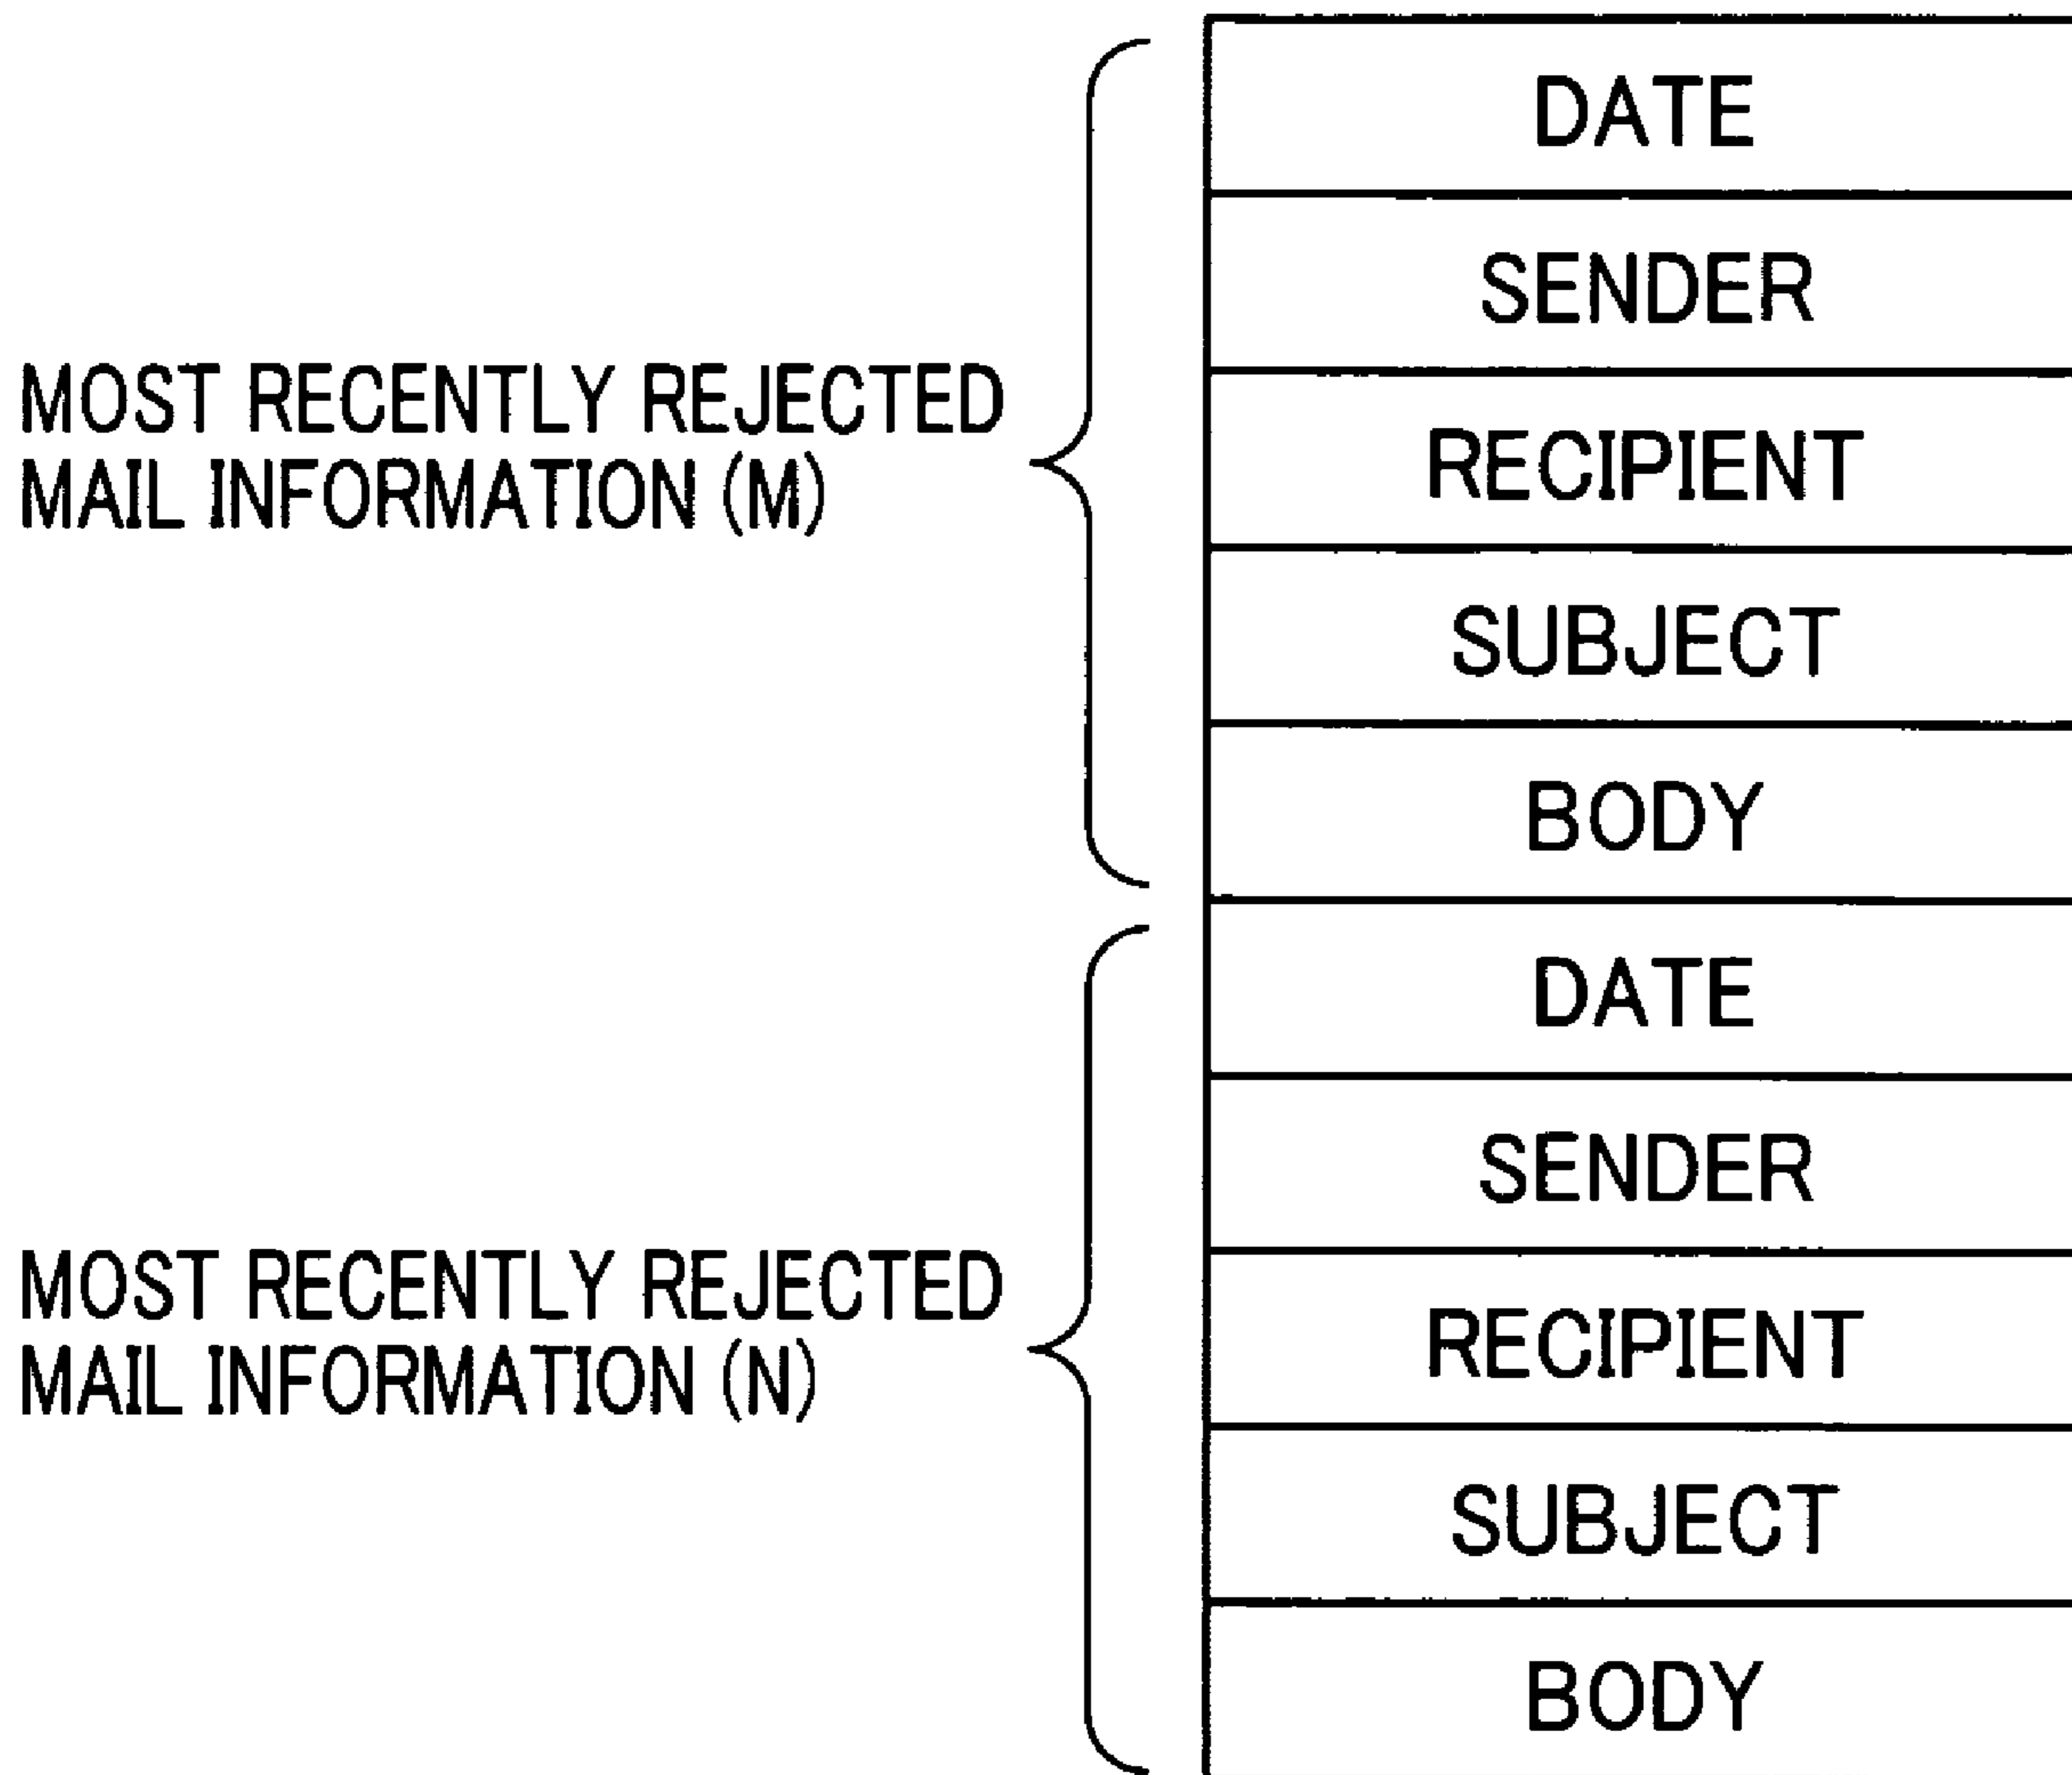 DATE
SENDER
MOST RECENTLY REJECTED
MAIL INFORMATION (M)
RECIPIENT
SUBJECT
BODY
DATE
SENDER
MOST RECENTLY REJECTED
MAIL INFORMATION (N)
RECIPIENT
SUBJECT
BODY